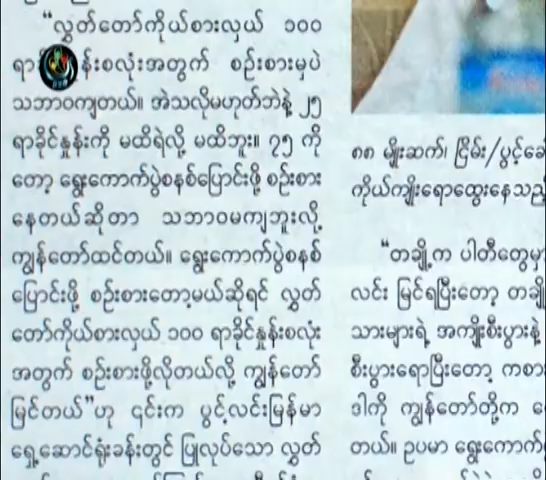 “လွှတ်တော်ကိုယ်စားလှယ် ၁၀၀
ရာ နှုန်းစလုံးအတွက် စဉ်းစားမှပဲ
သဘာဝကျတယ်။ အဲသလိုမဟုတ်ဘဲနဲ့ ၂၅
ရာခိုင်နှုန်းကို မထိရဲလို့ မထိဘူး။ ၇၅ ကို
တော့ ရွေးကောက်ပွဲစနစ်ပြောင်းဖို့ စဉ်းစား
နေတယ်ဆိုတာ သဘာဝမကျဘူးလို့
ကျွန်တော်ထင်တယ်။ ရွေးကောက်ပွဲစနစ်
ပြောင်းဖို့ စဉ်းစားတော့မယ်ဆိုရင် လွှတ်
တော်ကိုယ်စားလှယ် ၁၀၀ ရာခိုင်နှုန်းစလုံး
အတွက် စဉ်းစားဖို့လိုတယ်လို့ ကျွန်တော်
မြင်တယ်”ဟု ၎င်းက ပွင့်လင်းမြန်မာ
ရှေ့ဆောင်ရုံးခန်းတွင် ပြုလုပ်သော လွှတ်
၈၈ မျိုးဆက်၊ ငြိမ်း/ပွင့်
ကိုယ်ကျိုးရောထွေးနေသည့်
“တချို့က ပါတီတွေမှာ
လင်း မြင်ရပြီးတော့ တချို
သားများရဲ့ အကျိုးစီးပွားနဲ့
စီးပွားရောပြီးတော့ ကစား
ဒါကို ကျွန်တော်တို့က
တယ်။ ဥပမာ ရွေးကောက်